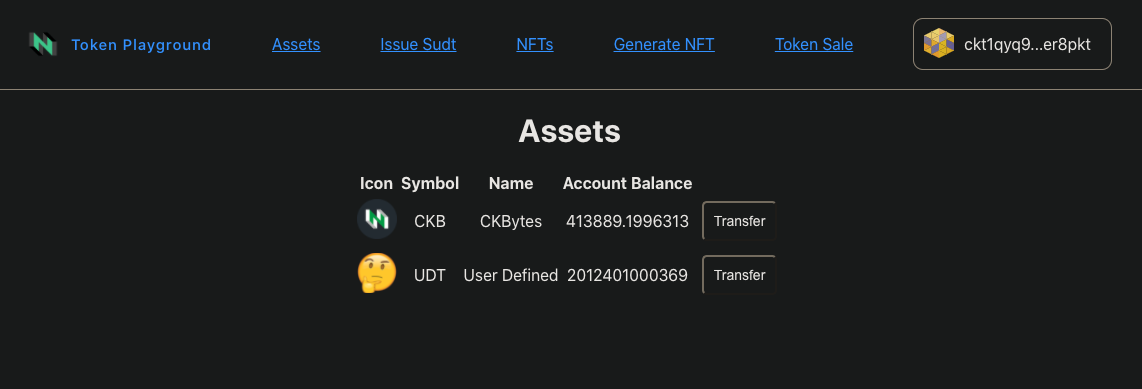 Token Playground Assets Issue Sudt NFTs Generate NFT Token Sale ckt1qyq9...er8pkt
Assets
Icon Symbol Name Account Balance
CKB CKBytes 413889.1996313 Transfer
UDT User Defined 2012401000369 Transfer